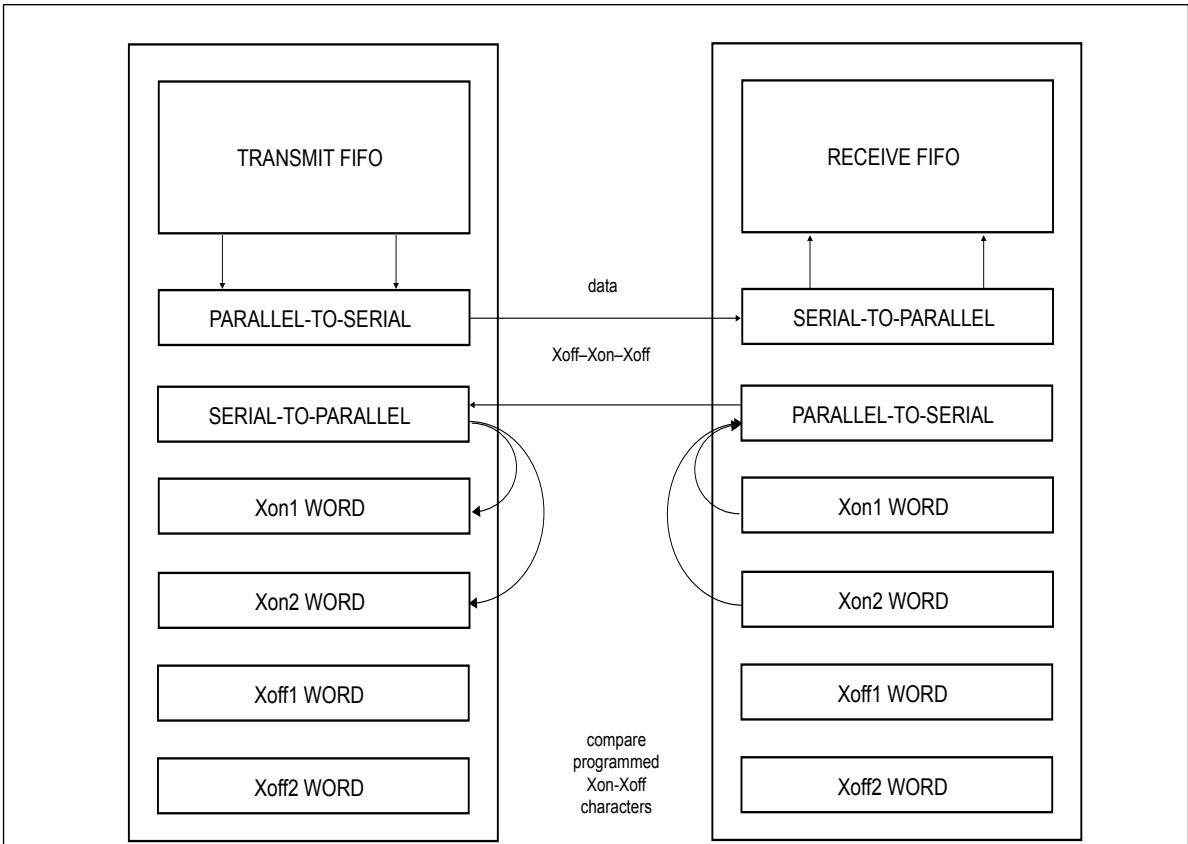 TRANSMIT FIFO
RECEIVE FIFO
data
PARALLEL-TO-SERIAL
SERIAL-TO-PARALLEL
Xoff–Xon–Xoff
SERIAL-TO-PARALLEL
PARALLEL-TO-SERIAL
Xon1 WORD
Xon1 WORD
Xon2 WORD
Xon2 WORD
Xoff1 WORD
Xoff1 WORD
compare
programmed
Xon-Xoff
characters
Xoff2 WORD
Xoff2 WORD